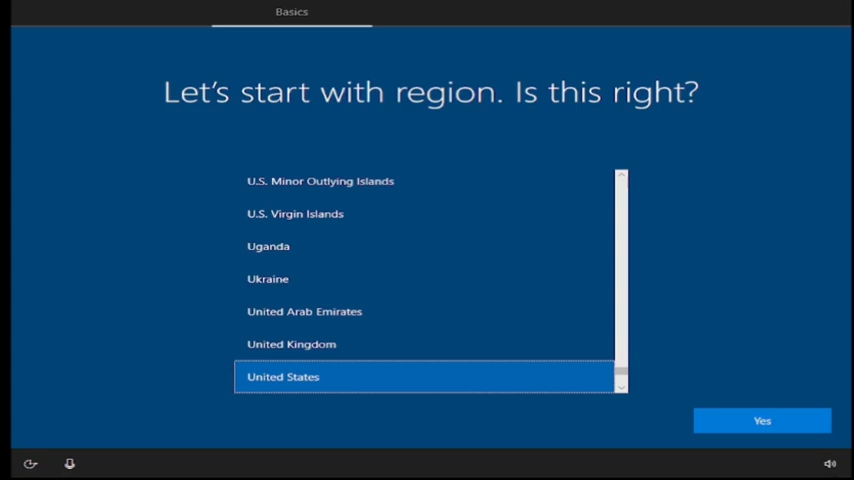 Basics
Let's start with region. Is this right?
U.S. Minor Outlying Islands
U.S. Virgin Islands
Uganda
Ukraine
United Arab Emirates
United Kingdom
United States
Yes